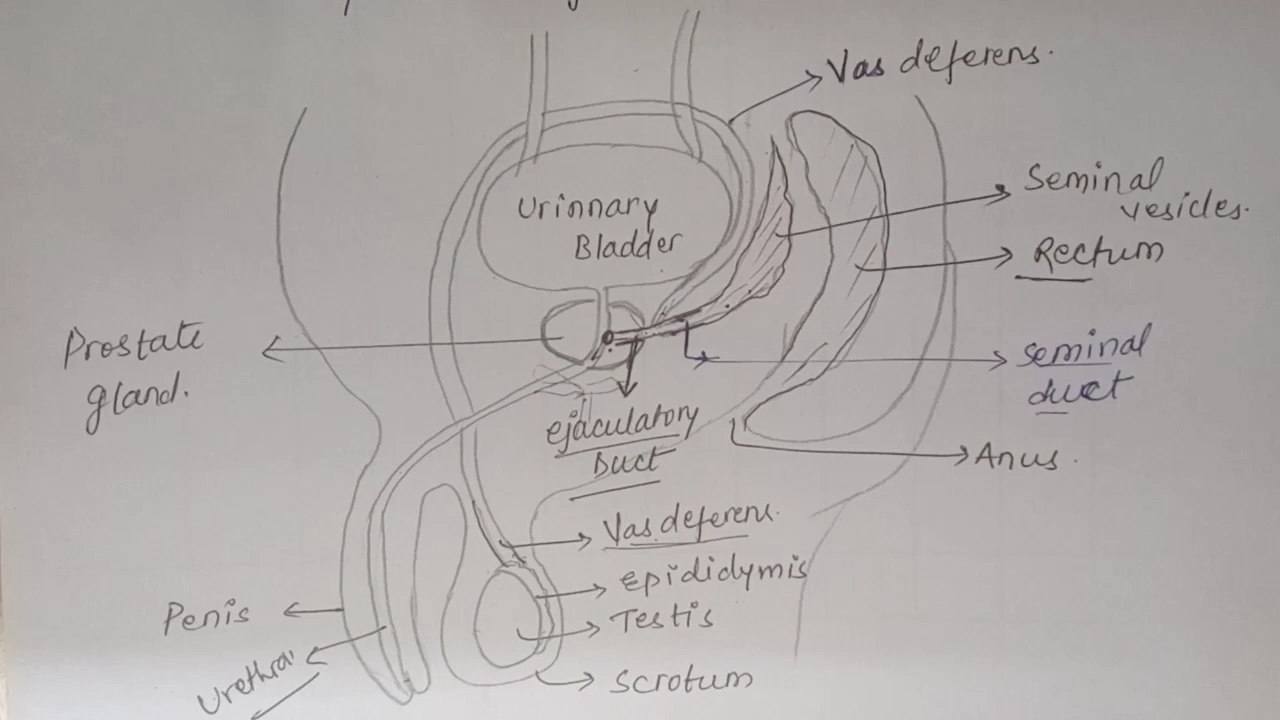 Vas deferens.
Seminal
vesicles.
Urinnary
Bladder
Rectum
Prostate
gland.
seminal
duct
ejaculatory
Duct
Anus.
Vas deferens.
epididymis
Testis
Penis
Urethra
Scrotum